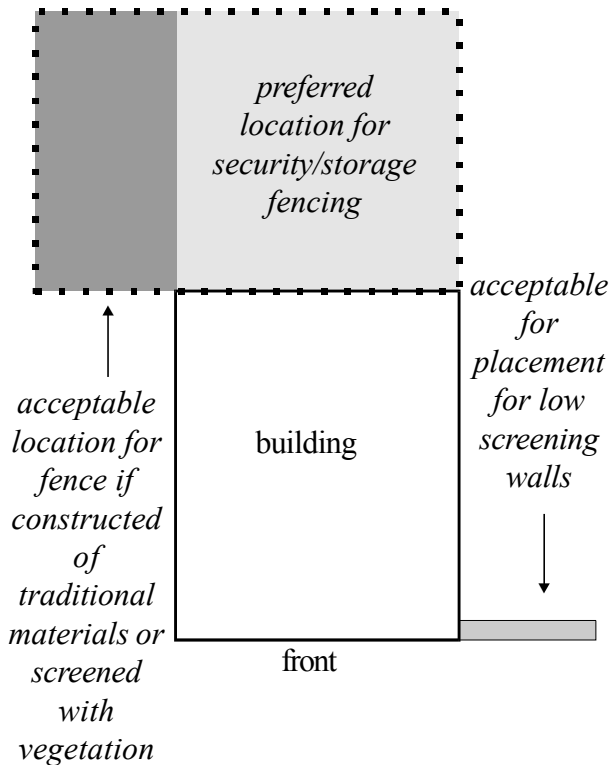 preferred
location for
security/storage
fencing
acceptable
for
placement
for low
screening
walls
acceptable
location for
fence if
constructed
of
traditional
materials or
screened
with
vegetation
building
front